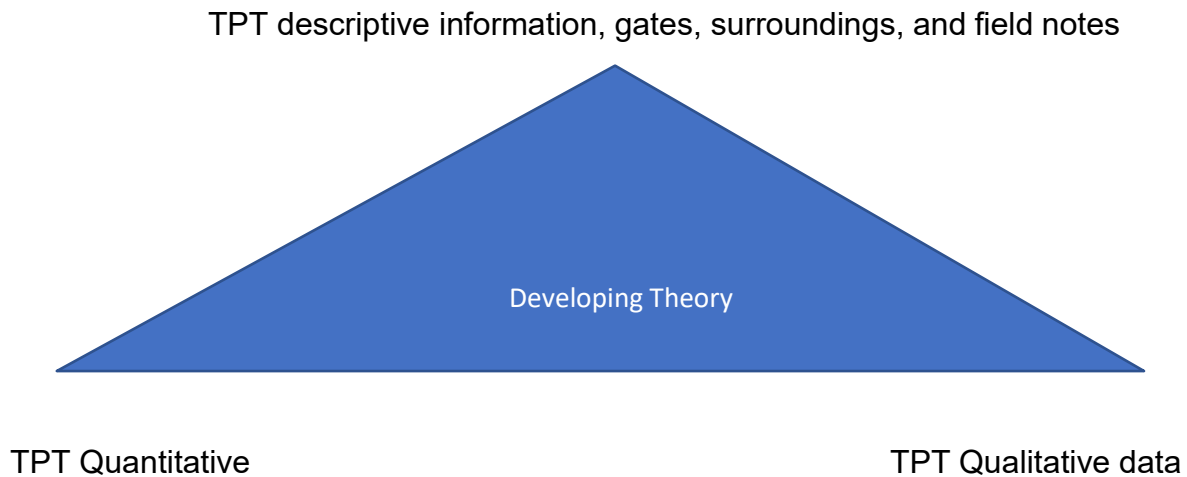 TPT descriptive information, gates, surroundings, and field notes
Developing Theory
TPT Quantitative
TPT Qualitative data